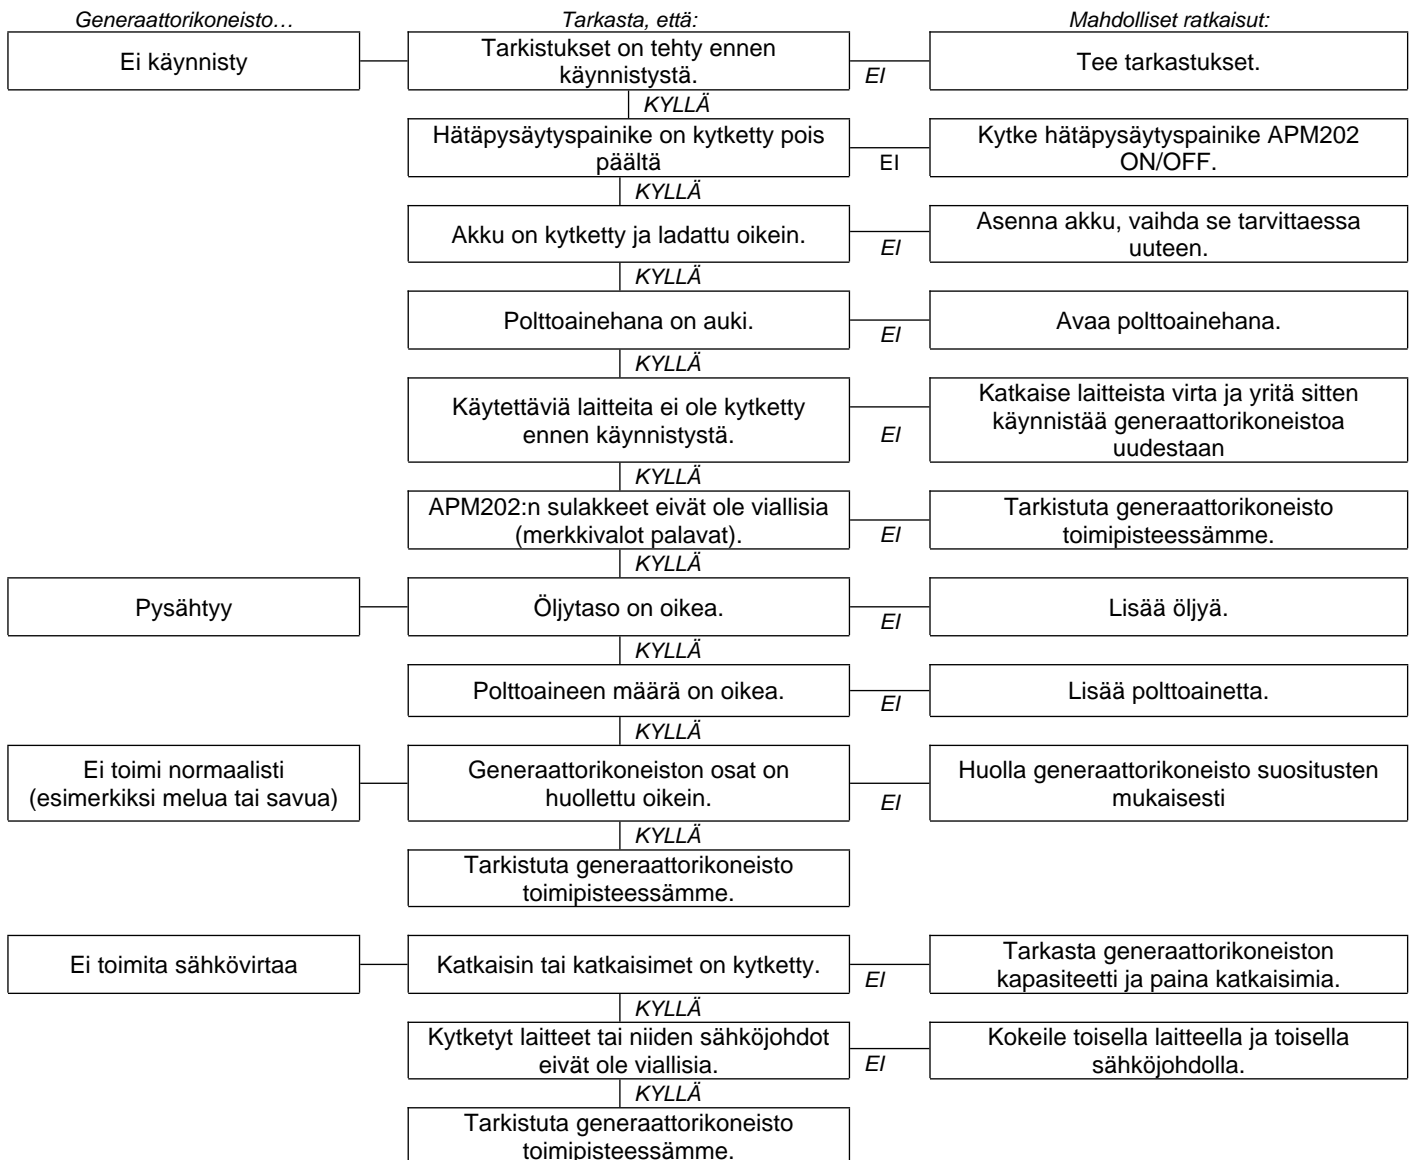 Generaattorikoneisto…
Tarkasta, että:
Mahdolliset ratkaisut:
Ei käynnisty
Tarkistukset on tehty ennen
käynnistystä.
EI
Tee tarkastukset.
KYLLÄ
Hätäpysäytyspainike on kytketty pois
päältä
EI
Kytke hätäpysäytyspainike APM202
ON/OFF.
KYLLÄ
Akku on kytketty ja ladattu oikein.
EI
Asenna akku, vaihda se tarvittaessa
uuteen.
KYLLÄ
Polttoainehana on auki.
EI
Avaa polttoainehana.
KYLLÄ
Käytettäviä laitteita ei ole kytketty
ennen käynnistystä.
EI
Katkaise laitteista virta ja yritä sitten
käynnistää generaattorikoneistoa
uudestaan
KYLLÄ
APM202:n sulakkeet eivät ole viallisia
(merkkivalot palavat).
EI
Tarkistuta generaattorikoneisto
toimipisteessämme.
KYLLÄ
Pysähtyy
Öljytaso on oikea.
EI
Lisää öljyä.
KYLLÄ
Polttoaineen määrä on oikea.
EI
Lisää polttoainetta.
KYLLÄ
Ei toimi normaalisti
(esimerkiksi melua tai savua)
Generaattorikoneiston osat on
huollettu oikein.
EI
Huolla generaattorikoneisto suositusten
mukaisesti
KYLLÄ
Tarkistuta generaattorikoneisto
toimipisteessämme.
Ei toimita sähkövirtaa
Katkaisin tai katkaisimet on kytketty.
EI
Tarkasta generaattorikoneiston
kapasiteetti ja paina katkaisimia.
KYLLÄ
Kytketyt laitteet tai niiden sähköjohdot
eivät ole viallisia.
EI
Kokeile toisella laitteella ja toisella
sähköjohdolla.
KYLLÄ
Tarkistuta generaattorikoneisto
toimipisteessämme.